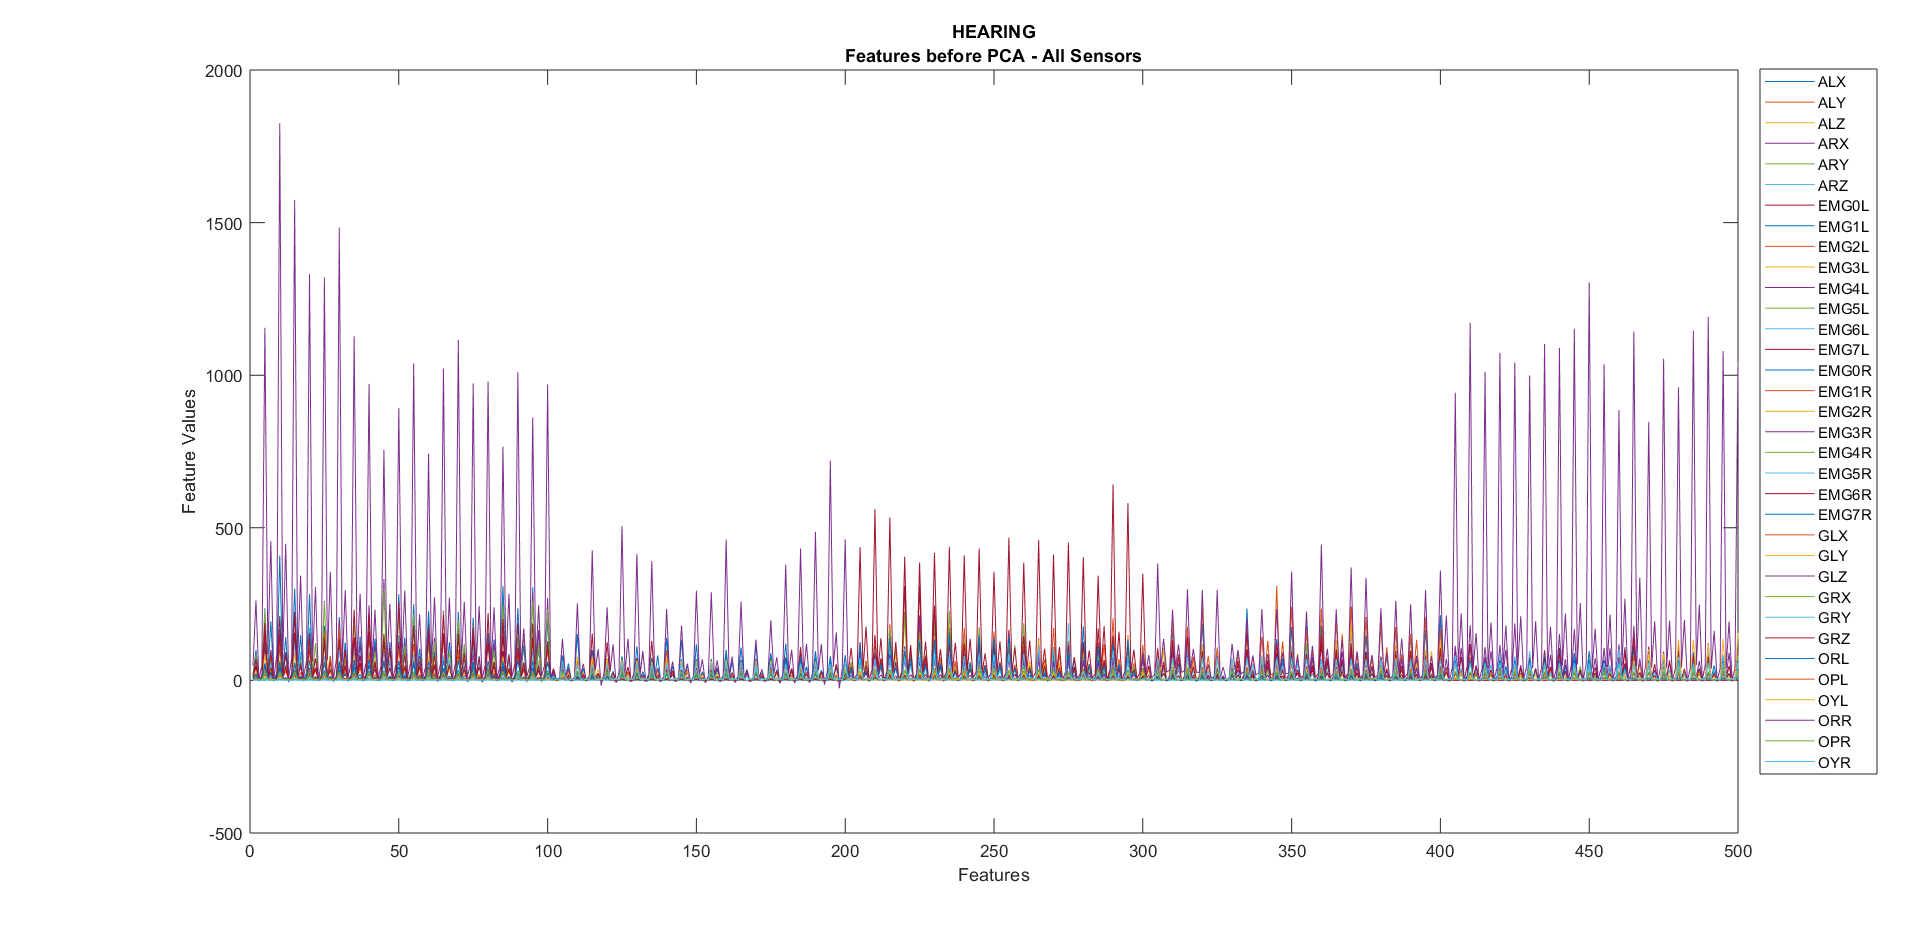 HEARING
Features before PCA - All Sensors
2000
1500
1000
500
0
-500
Feature Values
0 50 100 150 200 250 300 350 400 450 500
Features
ALX
ALY
ALZ
ARX
ARY
ARZ
EMG0L
EMG1L
EMG2L
EMG3L
EMG4L
EMG5L
EMG6L
EMG7L
EMG0R
EMG1R
EMG2R
EMG3R
EMG4R
EMG5R
EMG6R
EMG7R
GLX
GLY
GLZ
GRX
GRY
GRZ
ORL
OPL
OYL
ORR
OPR
OYR